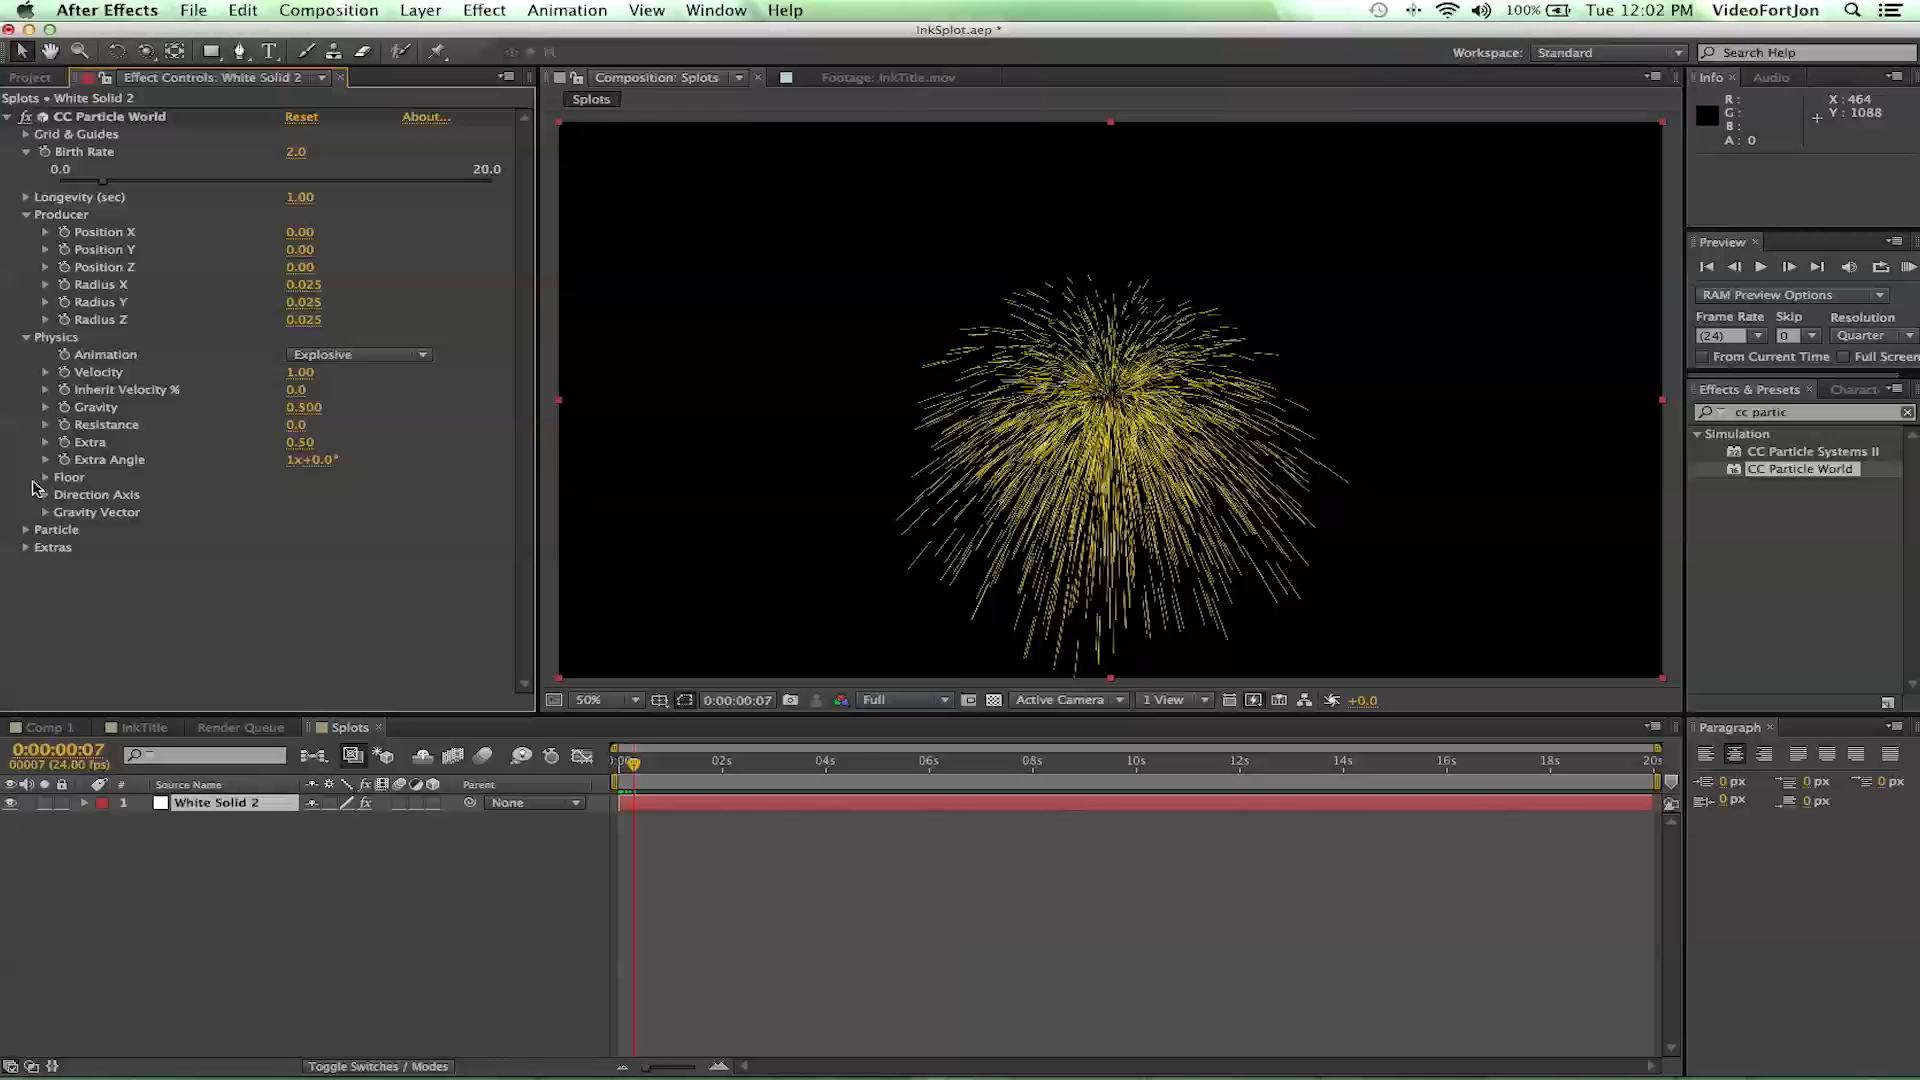 After Effects File Edit Composition Layer Effect Animation View Window Help 100% Tue 12:02 PM VideoFortJon
InkSplot.aep *
Workspace: Standard Search Help
Project Effect Controls: White Solid 2 Composition: Splots Footage: InkTitle.mov Info Audio
Splots • White Solid 2
Splots
fx CC Particle World Reset About...
Grid & Guides
Birth Rate 2.0
0.0 20.0
Longevity (sec) 1.00
Producer
Position X 0.00
Position Y 0.00
Position Z 0.00
Radius X 0.025
Radius Y 0.025
Radius Z 0.025
Physics
Animation Explosive
Velocity 1.00
Inherit Velocity % 0.0
Gravity 0.500
Resistance 0.0
Extra 0.50
Extra Angle 1x+0.0°
Floor
Direction Axis
Gravity Vector
Particle
Extras
R: X: 464
G: Y: 1088
B:
A: 0
Preview
RAM Preview Options
Frame Rate Skip Resolution
(24) 0 Quarter
From Current Time Full Screen
Effects & Presets Charact
cc partic
Simulation
CC Particle Systems II
CC Particle World
50% 0:00:00:07 Full Active Camera 1 View +0.0
Comp 1 InkTitle Render Queue Splots
0:00:00:07
00007 (24.00 fps)
# Source Name fx Parent
1 White Solid 2 fx None
02s 04s 06s 08s 10s 12s 14s 16s 18s 20s
Paragraph
0 px 0 px 0 px
0 px 0 px
Toggle Switches / Modes